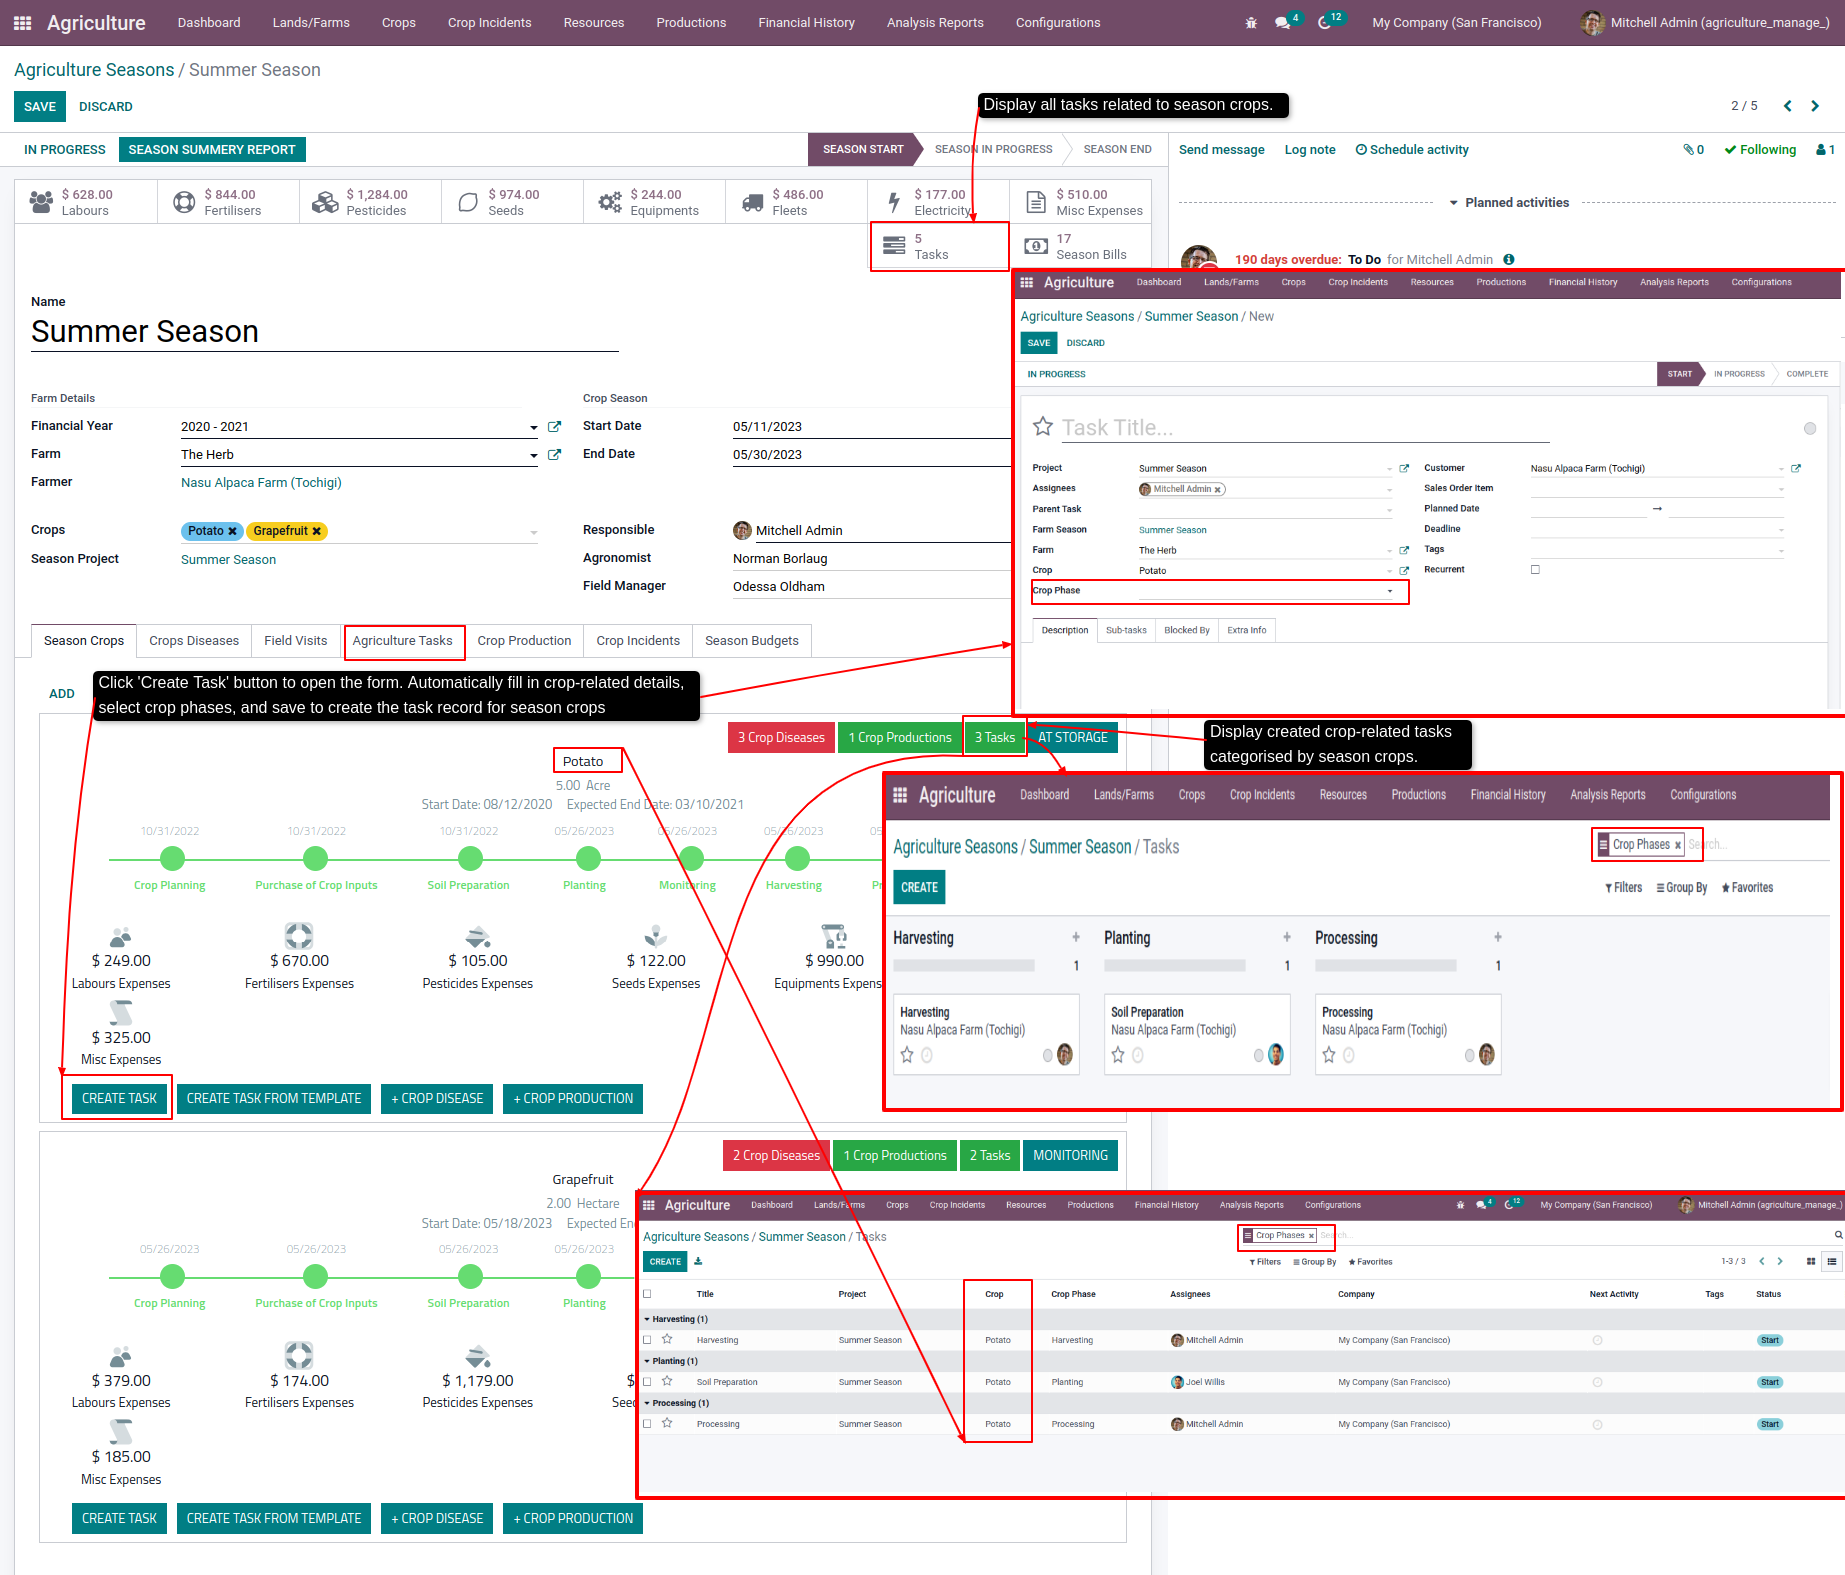 Agriculture Dashboard Lands/Farms Crops Crop Incidents Resources Productions Financial History Analysis Reports Configurations 4 12 My Company (San Francisco) Mitchell Admin (agriculture_manage_)
Agriculture Seasons / Summer Season
SAVE DISCARD
Display all tasks related to season crops.
2 / 5
IN PROGRESS SEASON SUMMERY REPORT SEASON START SEASON IN PROGRESS SEASON END
Send message Log note Schedule activity 0 Following 1
$ 628.00 $ 844.00 $ 1,284.00 $ 974.00 $ 244.00 $ 486.00 $ 177.00 $ 510.00
Labours Fertilisers Pesticides Seeds Equipments Fleets Electricity Misc Expenses
Planned activities
5 17
Tasks Season Bills
190 days overdue: To Do for Mitchell Admin
Name
Summer Season
Farm Details Crop Season
Financial Year 2020 - 2021 Start Date 05/11/2023
Farm The Herb End Date 05/30/2023
Farmer Nasu Alpaca Farm (Tochigi)
Crops Potato Grapefruit Responsible Mitchell Admin
Season Project Summer Season Agronomist Norman Borlaug
Field Manager Odessa Oldham
Season Crops Crops Diseases Field Visits Agriculture Tasks Crop Production Crop Incidents Season Budgets
Agriculture Dashboard Lands/Farms Crops Crop Incidents Resources Productions Financial History Analysis Reports Configurations
Agriculture Seasons / Summer Season / New
SAVE DISCARD
IN PROGRESS START IN PROGRESS COMPLETE
Task Title...
Project Summer Season Customer Nasu Alpaca Farm (Tochigi)
Assignees Mitchell Admin Sales Order Item
Parent Task Planned Date
Farm Season Summer Season Deadline
Farm The Herb Tags
Crop Potato Recurrent
Crop Phase
Description Sub-tasks Blocked By Extra Info
ADD
Click 'Create Task' button to open the form. Automatically fill in crop-related details,
select crop phases, and save to create the task record for season crops
3 Crop Diseases 1 Crop Productions 3 Tasks AT STORAGE
Display created crop-related tasks
categorised by season crops.
Potato
5.00 Acre
Start Date: 08/12/2020 Expected End Date: 03/10/2021
10/31/2022 10/31/2022 10/31/2022 05/26/2023 05/26/2023 05/26/2023 05
Crop Planning Purchase of Crop Inputs Soil Preparation Planting Monitoring Harvesting Pr
$ 249.00 $ 670.00 $ 105.00 $ 122.00 $ 990.00
Labours Expenses Fertilisers Expenses Pesticides Expenses Seeds Expenses Equipments Expens
$ 325.00
Misc Expenses
CREATE TASK CREATE TASK FROM TEMPLATE + CROP DISEASE + CROP PRODUCTION
Agriculture Dashboard Lands/Farms Crops Crop Incidents Resources Productions Financial History Analysis Reports Configurations
Agriculture Seasons / Summer Season / Tasks Crop Phases Search...
CREATE Filters Group By Favorites
Harvesting Planting Processing
1 1 1
Harvesting Soil Preparation Processing
Nasu Alpaca Farm (Tochigi) Nasu Alpaca Farm (Tochigi) Nasu Alpaca Farm (Tochigi)
2 Crop Diseases 1 Crop Productions 2 Tasks MONITORING
Grapefruit
2.00 Hectare
Start Date: 05/18/2023 Expected En
05/26/2023 05/26/2023 05/26/2023 05/26/2023
Crop Planning Purchase of Crop Inputs Soil Preparation Planting
$ 379.00 $ 174.00 $ 1,179.00 $
Labours Expenses Fertilisers Expenses Pesticides Expenses Seed
$ 185.00
Misc Expenses
CREATE TASK CREATE TASK FROM TEMPLATE + CROP DISEASE + CROP PRODUCTION
Agriculture Dashboard Lands/Farms Crops Crop Incidents Resources Productions Financial History Analysis Reports Configurations 4 12 My Company (San Francisco) Mitchell Admin (agriculture_manage_)
Agriculture Seasons / Summer Season / Tasks Crop Phases Search...
CREATE Filters Group By Favorites 1-3 / 3
Title Project Crop Crop Phase Assignees Company Next Activity Tags Status
Harvesting (1)
Harvesting Summer Season Potato Harvesting Mitchell Admin My Company (San Francisco) Start
Planting (1)
Soil Preparation Summer Season Potato Planting Joel Willis My Company (San Francisco) Start
Processing (1)
Processing Summer Season Potato Processing Mitchell Admin My Company (San Francisco) Start